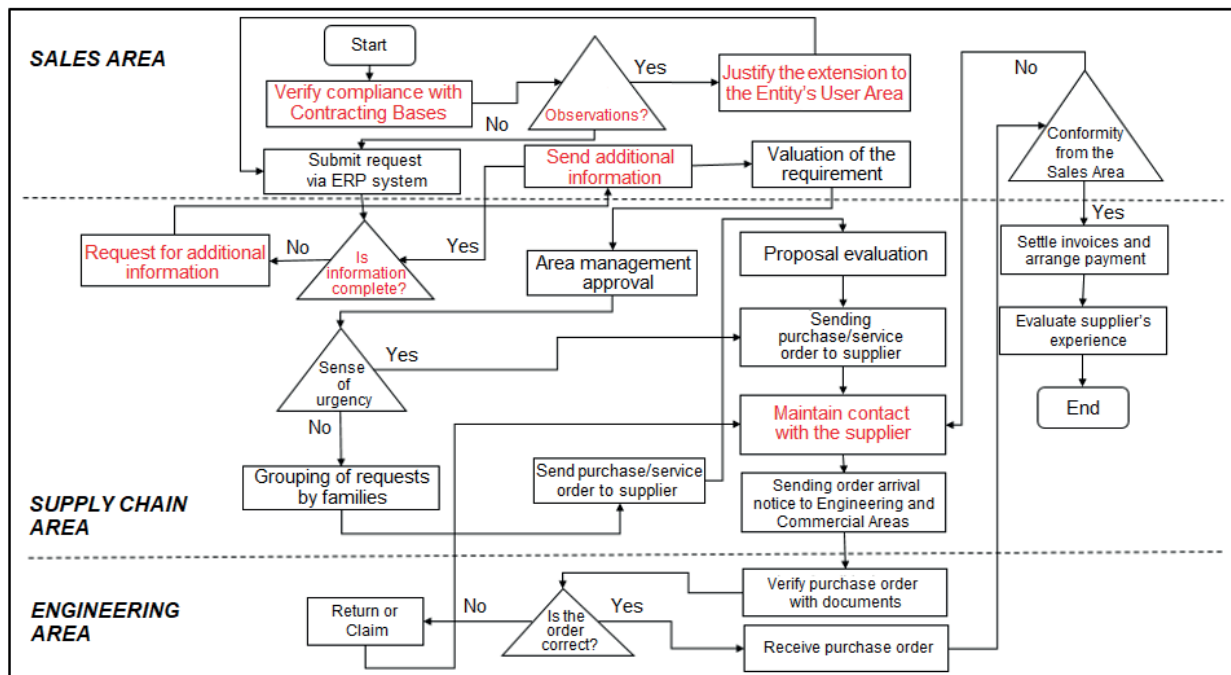 SALES AREA
Start
Verify compliance with
Contracting Bases
Observations?
Yes
No
Justify the extension to
the Entity's User Area
Submit request
via ERP system
Send additional
information
Valuation of the
requirement
No
Conformity
from the
Sales Area
Yes
Request for additional
information
No
Is
information
complete?
Yes
Area management
approval
Proposal evaluation
Settle invoices and
arrange payment
Sense
of
urgency
Yes
No
Sending
purchase/service
order to supplier
Evaluate supplier's
experience
Maintain contact
with the supplier
End
Grouping of requests
by families
Send purchase/service
order to supplier
Sending order arrival
notice to Engineering and
Commercial Areas
SUPPLY CHAIN
AREA
Verify purchase order
with documents
ENGINEERING
AREA
Return or
Claim
No
Is the
order
correct?
Yes
Receive purchase order